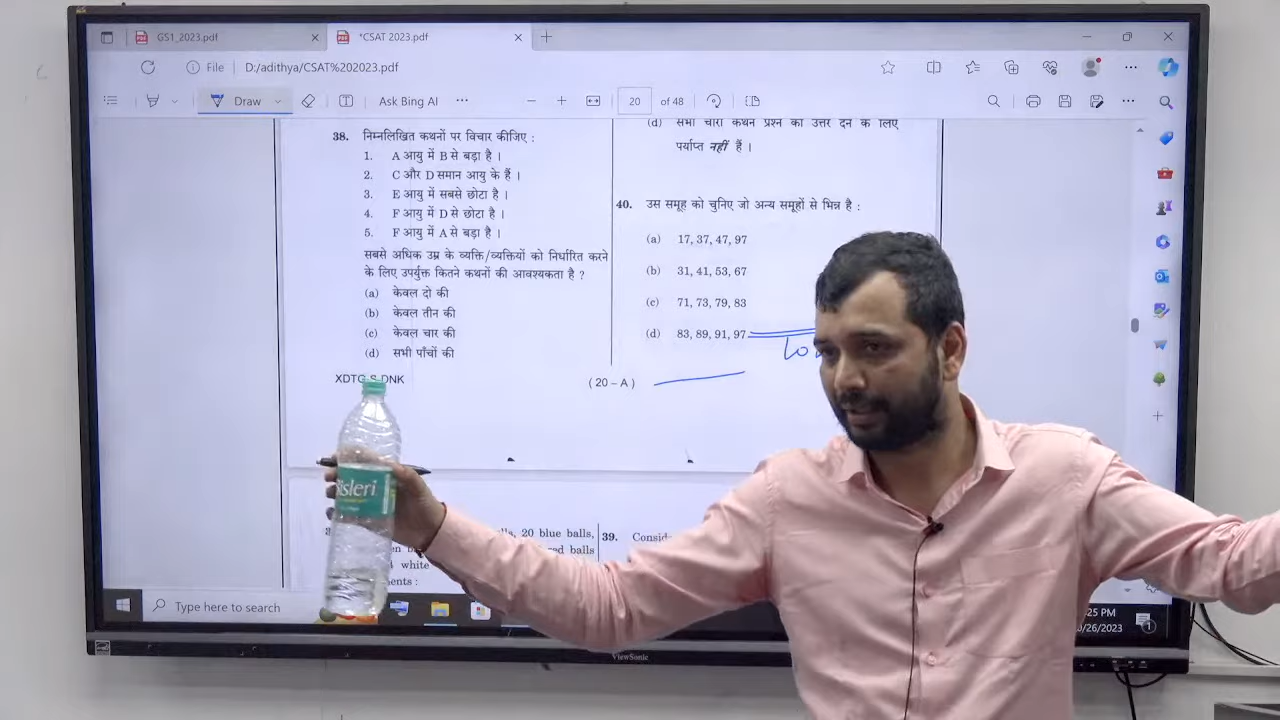 GS1_2023.pdf
*CSAT 2023.pdf
File
D:/adithya/CSAT%202023.pdf
Draw
Ask Bing AI
20
of 48
38. निम्नलिखित कथनों पर विचार कीजिए :
1. A आयु में B से बड़ा है ।
2. C और D समान आयु के हैं ।
3. E आयु में सबसे छोटा है ।
4. F आयु में D से छोटा है ।
5. F आयु में A से बड़ा है ।
सबसे अधिक उम्र के व्यक्ति/व्यक्तियों को निर्धारित करने
के लिए उपर्युक्त कितने कथनों की आवश्यकता है ?
(a) केवल दो की
(b) केवल तीन की
(c) केवल चार की
(d) सभी पाँचों की
(d) सभी चारों कथन प्रश्न का उत्तर देने के लिए
पर्याप्त नहीं हैं ।
40. उस समूह को चुनिए जो अन्य समूहों से भिन्न है :
(a) 17, 37, 47, 97
(b) 31, 41, 53, 67
(c) 71, 73, 79, 83
(d) 83, 89, 91, 97
DNK
( 20 – A )
20 blue balls,
balls
white
39.
Bisleri
Type here to search
25 PM
/26/2023
1
ViewSonic